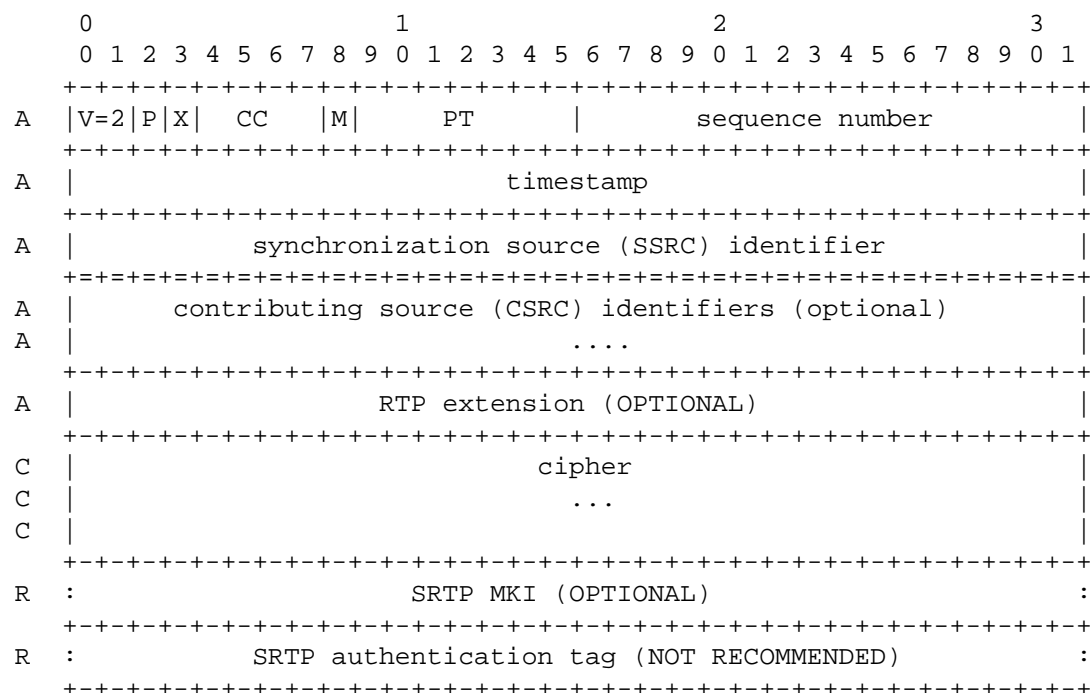 0                   1                   2                   3
 0 1 2 3 4 5 6 7 8 9 0 1 2 3 4 5 6 7 8 9 0 1 2 3 4 5 6 7 8 9 0 1
+-+-+-+-+-+-+-+-+-+-+-+-+-+-+-+-+-+-+-+-+-+-+-+-+-+-+-+-+-+-+-+-+
A |V=2|P|X| CC |M| PT | sequence number |
+-+-+-+-+-+-+-+-+-+-+-+-+-+-+-+-+-+-+-+-+-+-+-+-+-+-+-+-+-+-+-+-+
A | timestamp |
+-+-+-+-+-+-+-+-+-+-+-+-+-+-+-+-+-+-+-+-+-+-+-+-+-+-+-+-+-+-+-+-+
A | synchronization source (SSRC) identifier |
+=+=+=+=+=+=+=+=+=+=+=+=+=+=+=+=+=+=+=+=+=+=+=+=+=+=+=+=+=+=+=+=+
A | contributing source (CSRC) identifiers (optional) |
A | .... |
+-+-+-+-+-+-+-+-+-+-+-+-+-+-+-+-+-+-+-+-+-+-+-+-+-+-+-+-+-+-+-+-+
A | RTP extension (OPTIONAL) |
+-+-+-+-+-+-+-+-+-+-+-+-+-+-+-+-+-+-+-+-+-+-+-+-+-+-+-+-+-+-+-+-+
C | cipher |
C | ... |
C | |
+-+-+-+-+-+-+-+-+-+-+-+-+-+-+-+-+-+-+-+-+-+-+-+-+-+-+-+-+-+-+-+-+
R : SRTP MKI (OPTIONAL) :
+-+-+-+-+-+-+-+-+-+-+-+-+-+-+-+-+-+-+-+-+-+-+-+-+-+-+-+-+-+-+-+-+
R : SRTP authentication tag (NOT RECOMMENDED) :
+-+-+-+-+-+-+-+-+-+-+-+-+-+-+-+-+-+-+-+-+-+-+-+-+-+-+-+-+-+-+-+-+